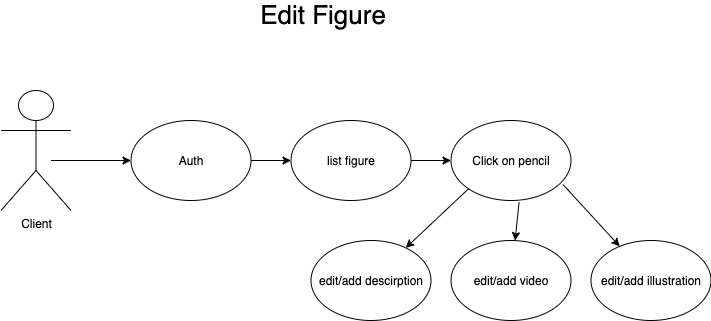 Edit Figure
Auth
list figure
Click on pencil
Client
edit/add descirption
edit/add video
edit/add illustration